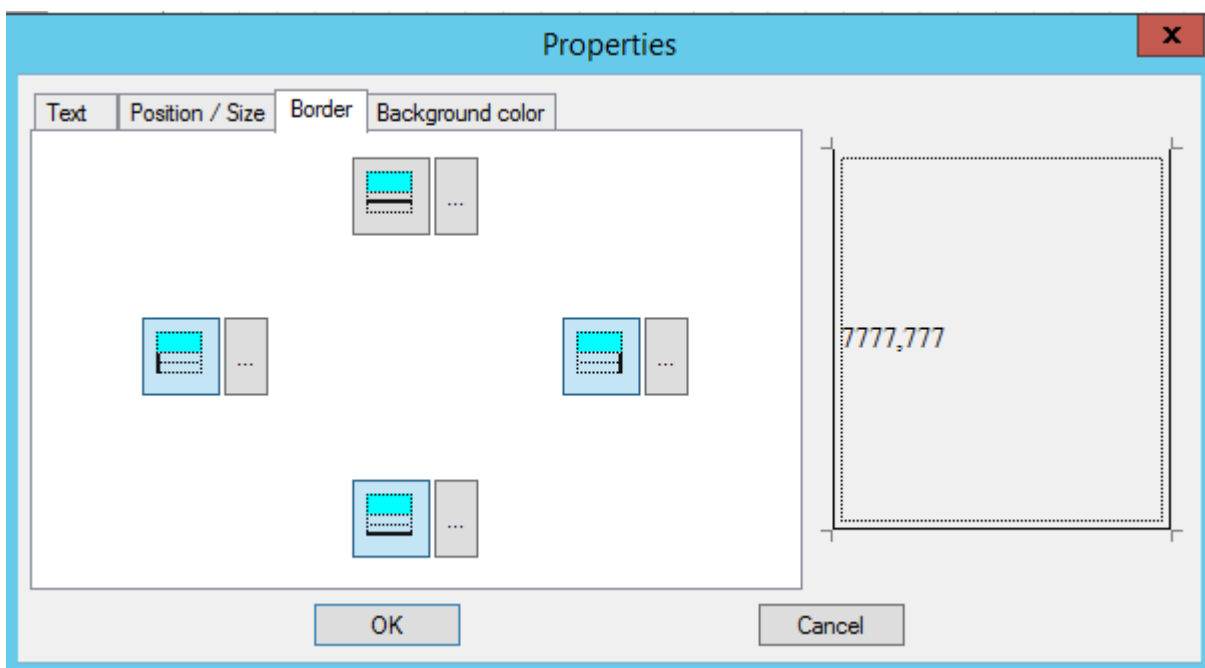 Properties
x
Text
Position / Size
Border
Background color
...
...
...
7777,777
...
OK
Cancel